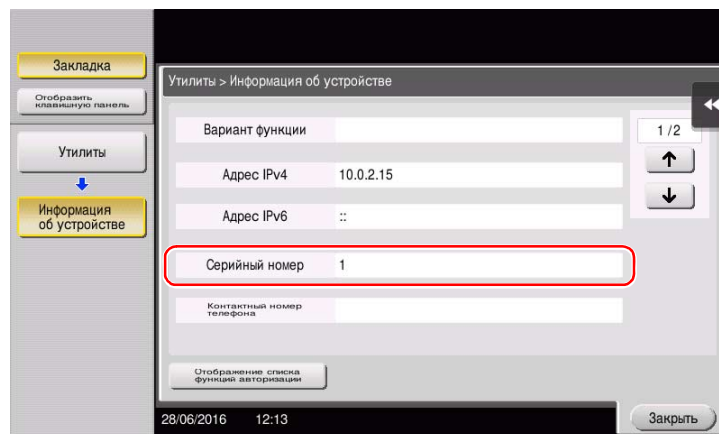 Закладка
Отобразить
клавишную панель
Утилиты
Информация
об устройстве
Утилиты > Информация об устройстве
Вариант функции
1 /2
Адрес IPv4 10.0.2.15
Адрес IPv6 ::
Серийный номер 1
Контактный номер
телефона
Отображение списка
функций авторизации
28/06/2016 12:13
Закрыть